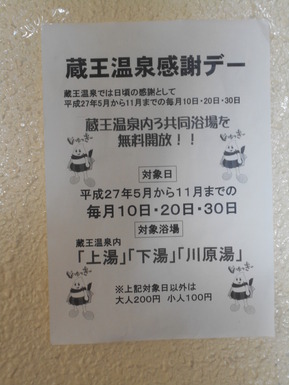 蔵王温泉感謝デー
蔵王温泉では日頃の感謝として
平成27年5月から11月までの毎月10日・20日・30日
蔵王温泉内3共同浴場を
無料開放!!
対象日
平成27年5月から11月までの
毎月10日・20日・30日
対象浴場
蔵王温泉内
「上湯」「下湯」「川原湯」
※上記対象日以外は
大人200円 小人100円